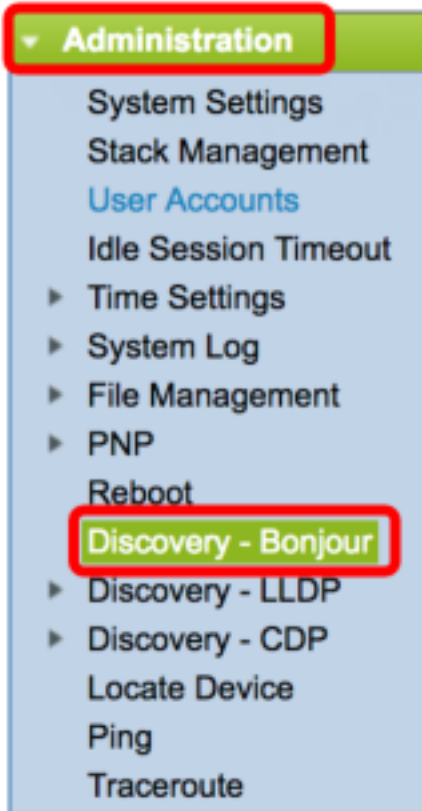 Administration
System Settings
Stack Management
User Accounts
Idle Session Timeout
Time Settings
System Log
File Management
PNP
Reboot
Discovery - Bonjour
Discovery - LLDP
Discovery - CDP
Locate Device
Ping
Traceroute